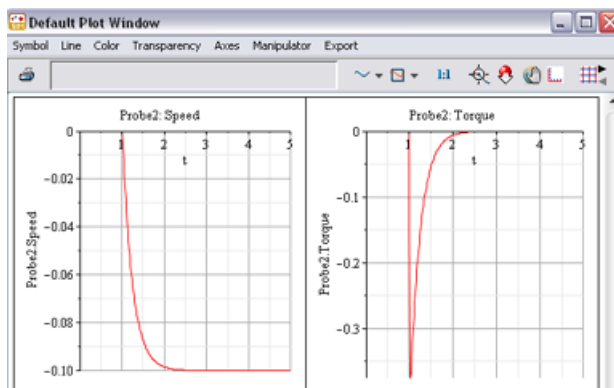 Default Plot Window
Symbol Line Color Transparency Axes Manipulator Export
1:1
Probe2: Speed
0
1 2 3 4 5
t
-0.02
-0.04
-0.06
-0.08
-0.10
Probe2.Speed
Probe2: Torque
0
1 2 3 4 5
t
-0.1
-0.2
-0.3
Probe2.Torque